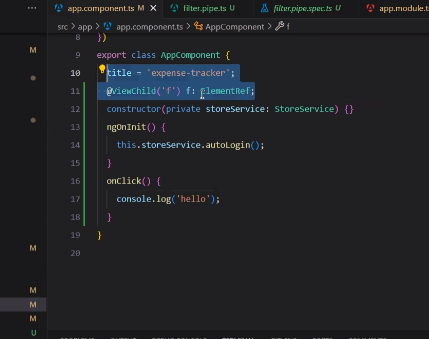 ... app.component.ts M × filter.pipe.ts U filter.pipe.spec.ts U app.module.t
src > app > app.component.ts > AppComponent > f
8 })
9 export class AppComponent {
10 title = 'expense-tracker';
11 @ViewChild('f') f: ElementRef;
12 constructor(private storeService: StoreService) {}
13 ngOnInit() {
14 this.storeService.autoLogin();
15 }
16 onClick() {
17 console.log('hello');
18 }
19 }
20
M
M
M
M
M
U